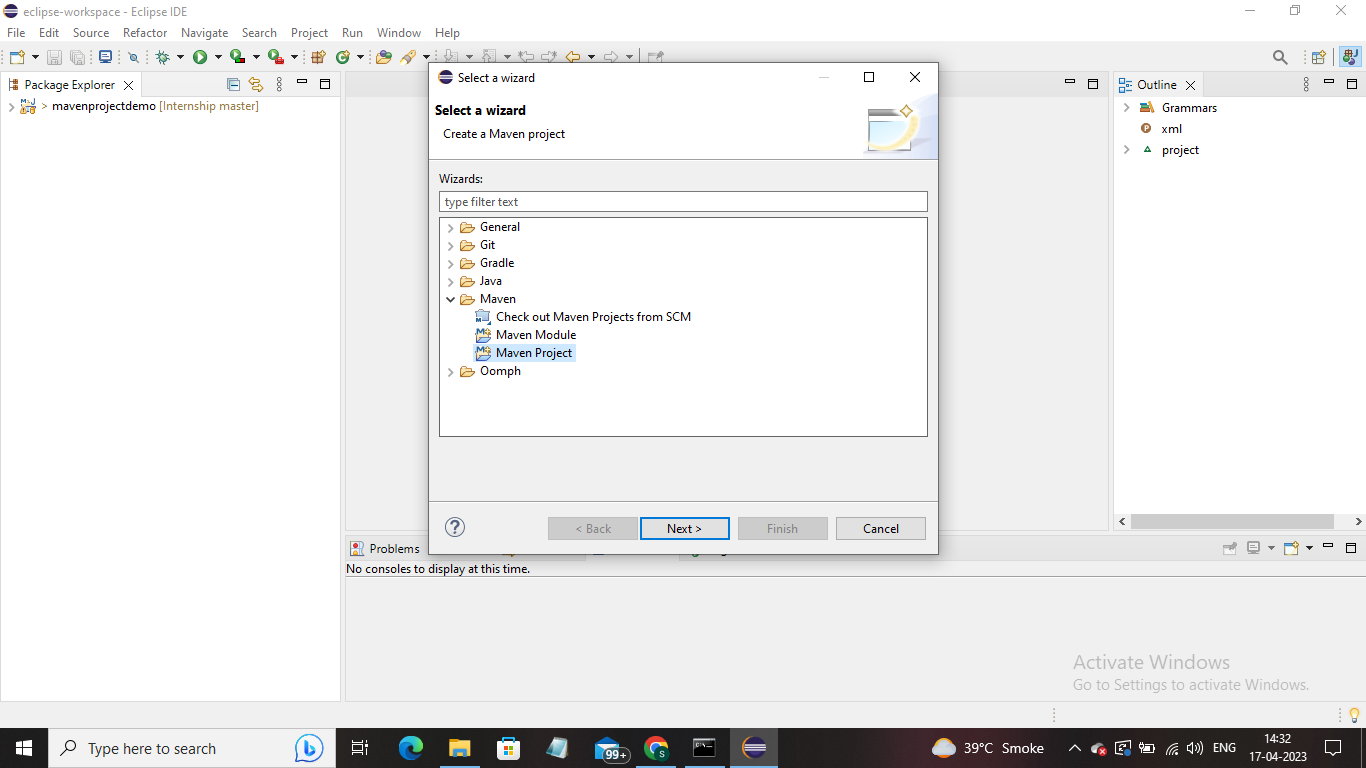 eclipse-workspace - Eclipse IDE
File Edit Source Refactor Navigate Search Project Run Window Help
Package Explorer
> mavenprojectdemo [Internship master]
Select a wizard
Select a wizard
Create a Maven project
Wizards:
type filter text
General
Git
Gradle
Java
Maven
Check out Maven Projects from SCM
Maven Module
Maven Project
Oomph
< Back Next > Finish Cancel
Outline
Grammars
xml
project
Problems
No consoles to display at this time.
Activate Windows
Go to Settings to activate Windows.
Type here to search
99+
39°C Smoke
ENG
14:32
17-04-2023